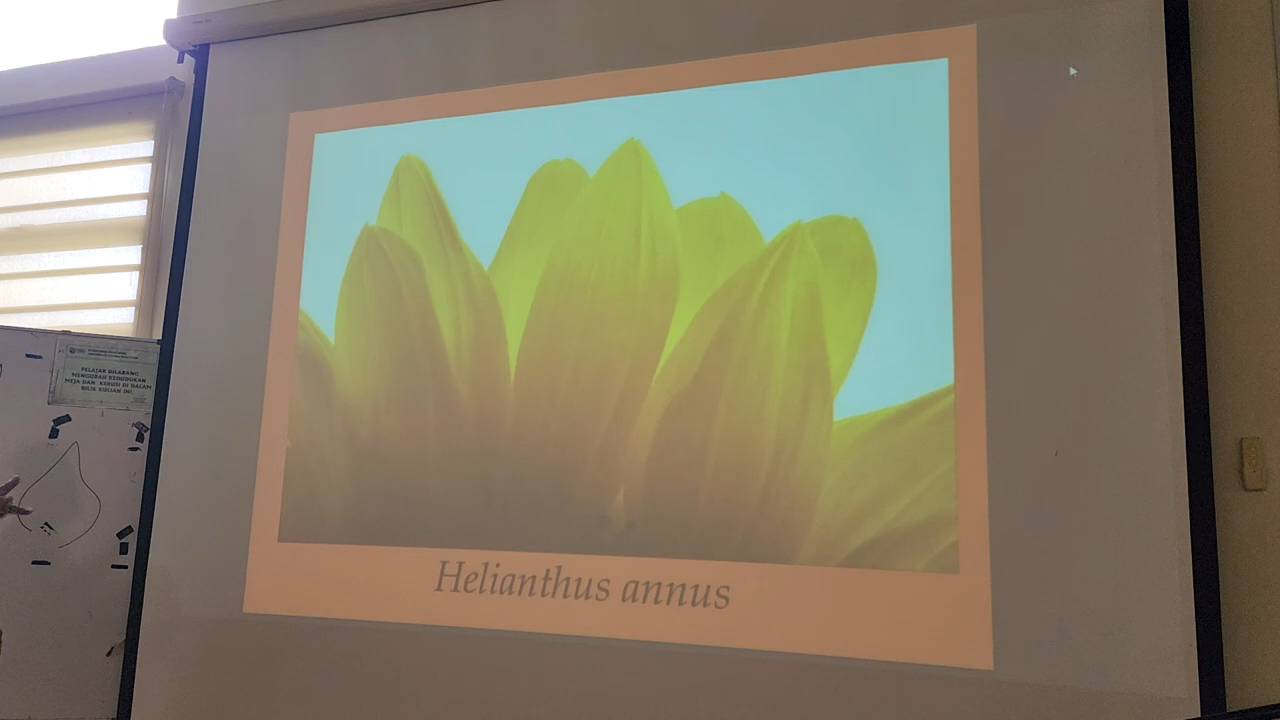 PELAJAR DILARANG
MENGUBAH KEDUDUKAN
MEJA DAN KERUSI DI DALAM
BILIK KULIAH INI.
Helianthus annus